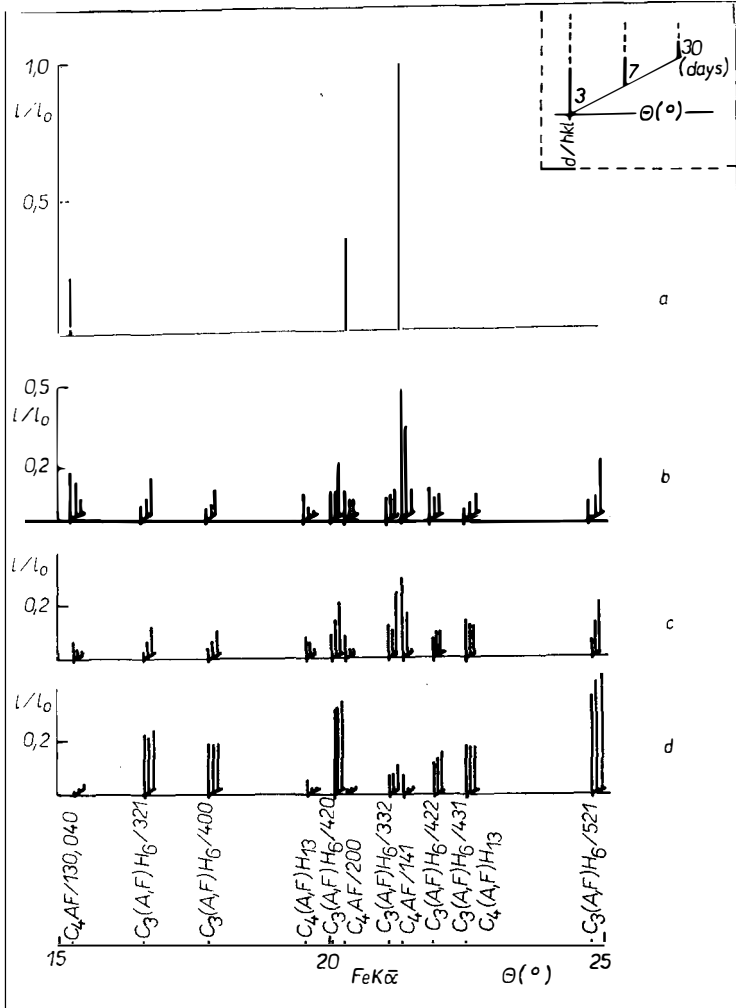 1,0
I/I₀
0,5
3
7
30
(days)
Θ(°)
d/hkl
a
0,5
I/I₀
0,2
b
I/I₀
0,2
c
I/I₀
0,2
d
C₄AF/130,040
C₃(A,F)H₆/321
C₃(A,F)H₆/400
C₄(A,F)H₁₃
C₃(A,F)H₆/420
C₄AF/200
C₃(A,F)H₆/332
C₄AF/141
C₃(A,F)H₆/422
C₃(A,F)H₆/431
C₄(A,F)H₁₃
C₃(A,F)H₆/521
15
20
25
FeKα̅
Θ(°)